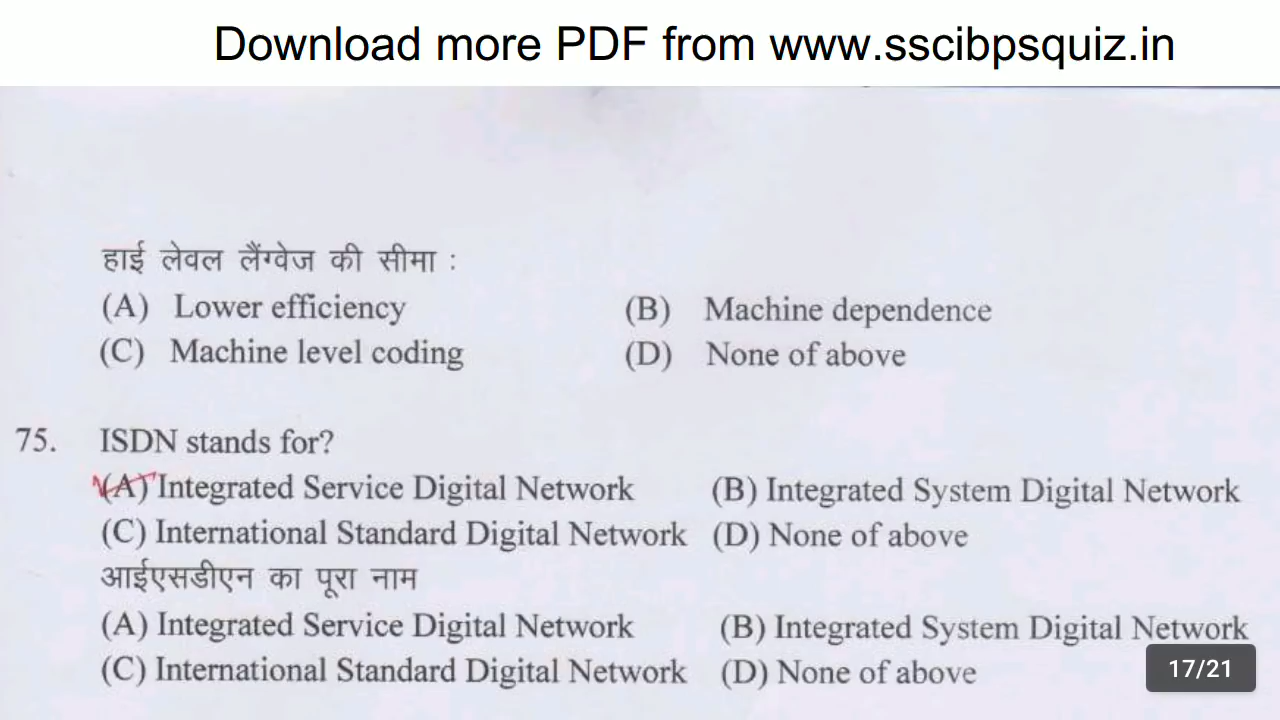 Download more PDF from www.sscibpsquiz.in
हाई लेवल लैंग्वेज की सीमा :
(A) Lower efficiency (B) Machine dependence
(C) Machine level coding (D) None of above
75. ISDN stands for?
(A) Integrated Service Digital Network (B) Integrated System Digital Network
(C) International Standard Digital Network (D) None of above
आईएसडीएन का पूरा नाम
(A) Integrated Service Digital Network (B) Integrated System Digital Network
(C) International Standard Digital Network (D) None of above
17/21